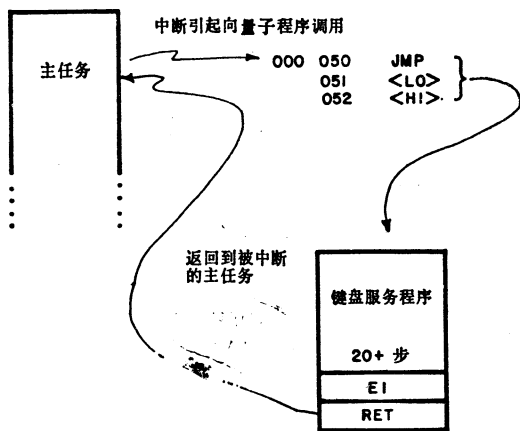 中断引起向量子程序调用
主任务
000 050 JMP
051 <LO>
052 <HI>
返回到被中断
的主任务
键盘服务程序
20+ 步
EI
RET